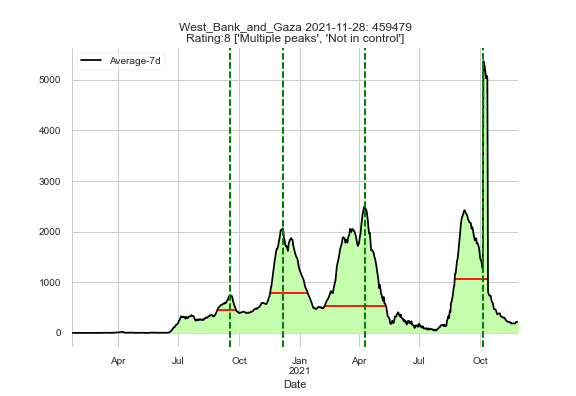 West_Bank_and_Gaza 2021-11-28: 459479
Rating:8 ['Multiple peaks', 'Not in control']
Average-7d
5000
4000
3000
2000
1000
0
Apr Jul Oct Jan Apr Jul Oct
2021
Date